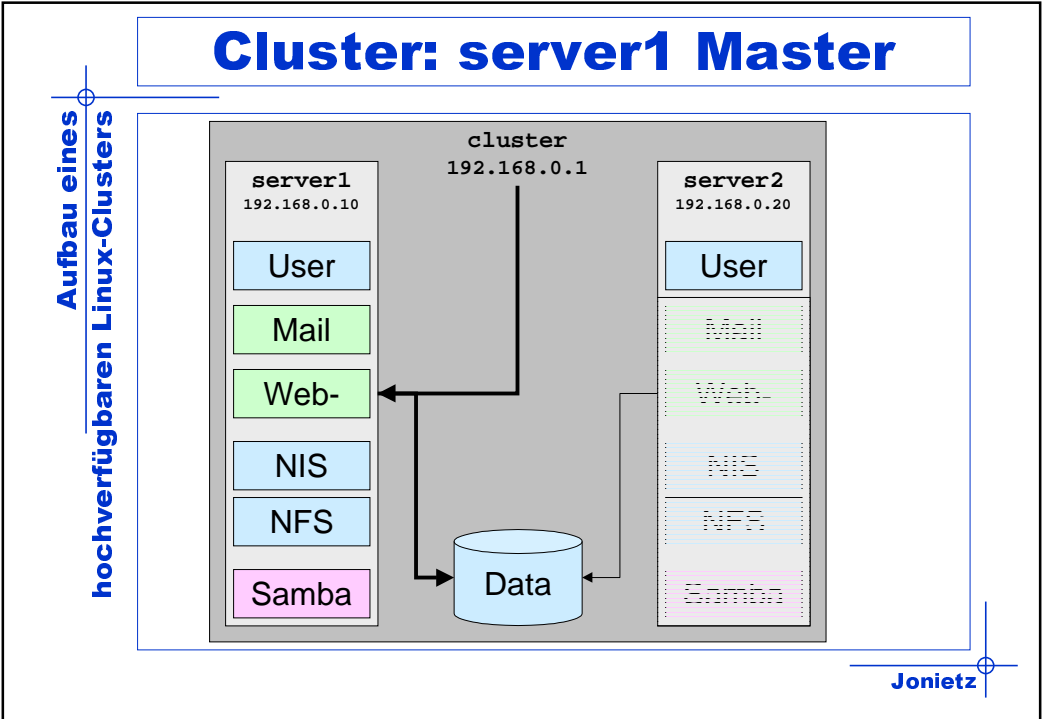 Cluster: server1 Master
Aufbau eines
hochverfügbaren Linux-Clusters
cluster
192.168.0.1
server1
192.168.0.10
User
Mail
Web-
NIS
NFS
Samba
Data
server2
192.168.0.20
User
Mail
Web-
NIS
NFS
Samba
Jonietz